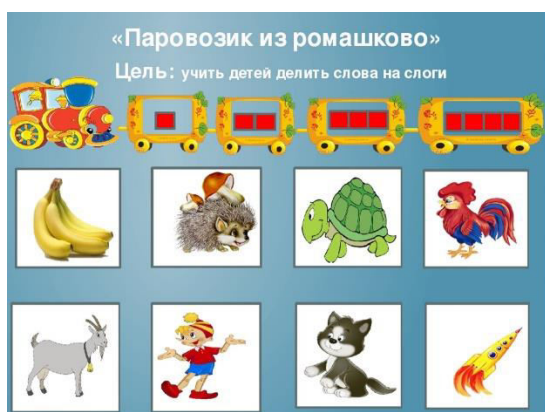 «Паровозик из ромашково»
Цель: учить детей делить слова на слоги